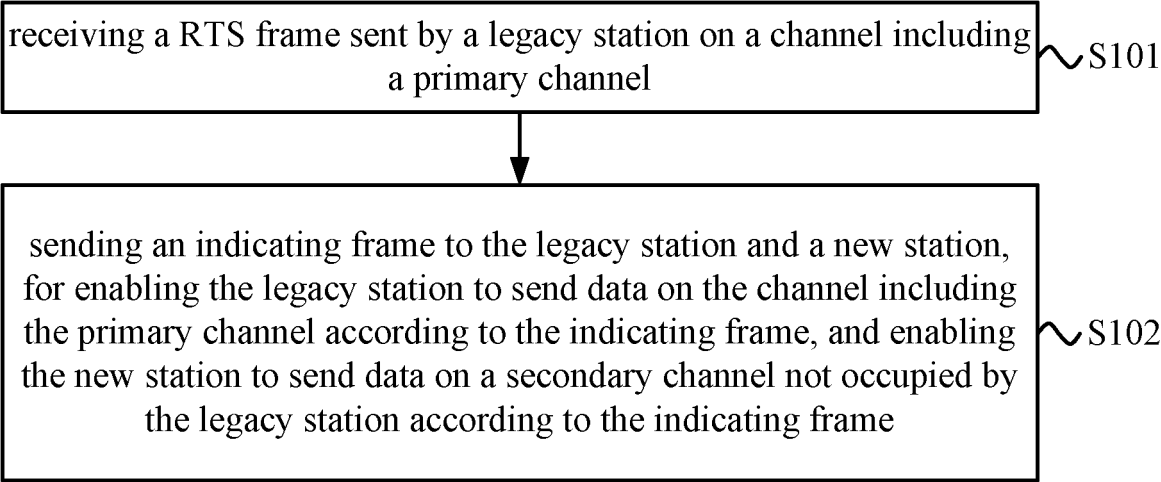 receiving a RTS frame sent by a legacy station on a channel including
a primary channel
S101
sending an indicating frame to the legacy station and a new station,
for enabling the legacy station to send data on the channel including
the primary channel according to the indicating frame, and enabling
the new station to send data on a secondary channel not occupied by
the legacy station according to the indicating frame
S102